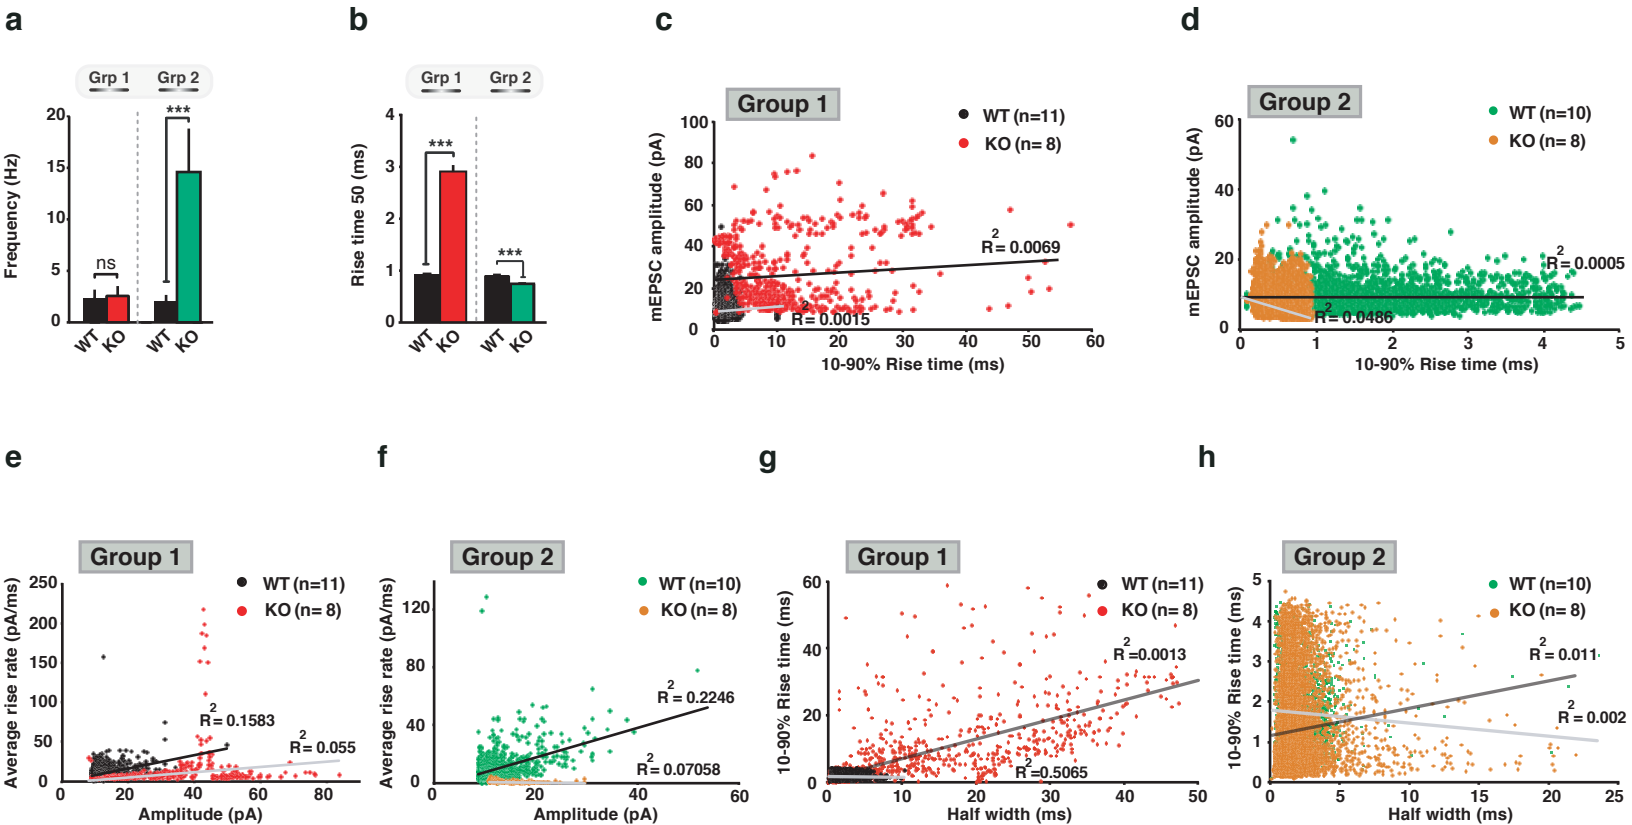 a
Grp 1 Grp 2
Frequency (Hz)
20
15
10
5
0
ns
***
WT KO WT KO
b
Grp 1 Grp 2
Rise time 50 (ms)
4
3
2
1
0
***
***
WT KO WT KO
c
Group 1
WT (n=11)
KO (n= 8)
mEPSC amplitude (pA)
100
80
60
40
20
0
R²= 0.0069
R²= 0.0015
0 10 20 30 40 50 60
10-90% Rise time (ms)
d
Group 2
WT (n=10)
KO (n= 8)
mEPSC amplitude (pA)
60
40
20
0
R²= 0.0005
R²= 0.0486
0 1 2 3 4 5
10-90% Rise time (ms)
e
Group 1
WT (n=11)
KO (n= 8)
Average rise rate (pA/ms)
250
200
150
100
50
0
R²= 0.1583
R²= 0.055
0 20 40 60 80
Amplitude (pA)
f
Group 2
WT (n=10)
KO (n= 8)
Average rise rate (pA/ms)
120
80
40
0
R²= 0.2246
R²= 0.07058
0 20 40 60
Amplitude (pA)
g
Group 1
WT (n=11)
KO (n= 8)
10-90% Rise time (ms)
60
40
20
0
R²=0.0013
R²=0.5065
0 10 20 30 40 50
Half width (ms)
h
Group 2
WT (n=10)
KO (n= 8)
10-90% Rise time (ms)
5
4
3
2
1
0
R²= 0.011
R²= 0.002
0 5 10 15 20 25
Half width (ms)